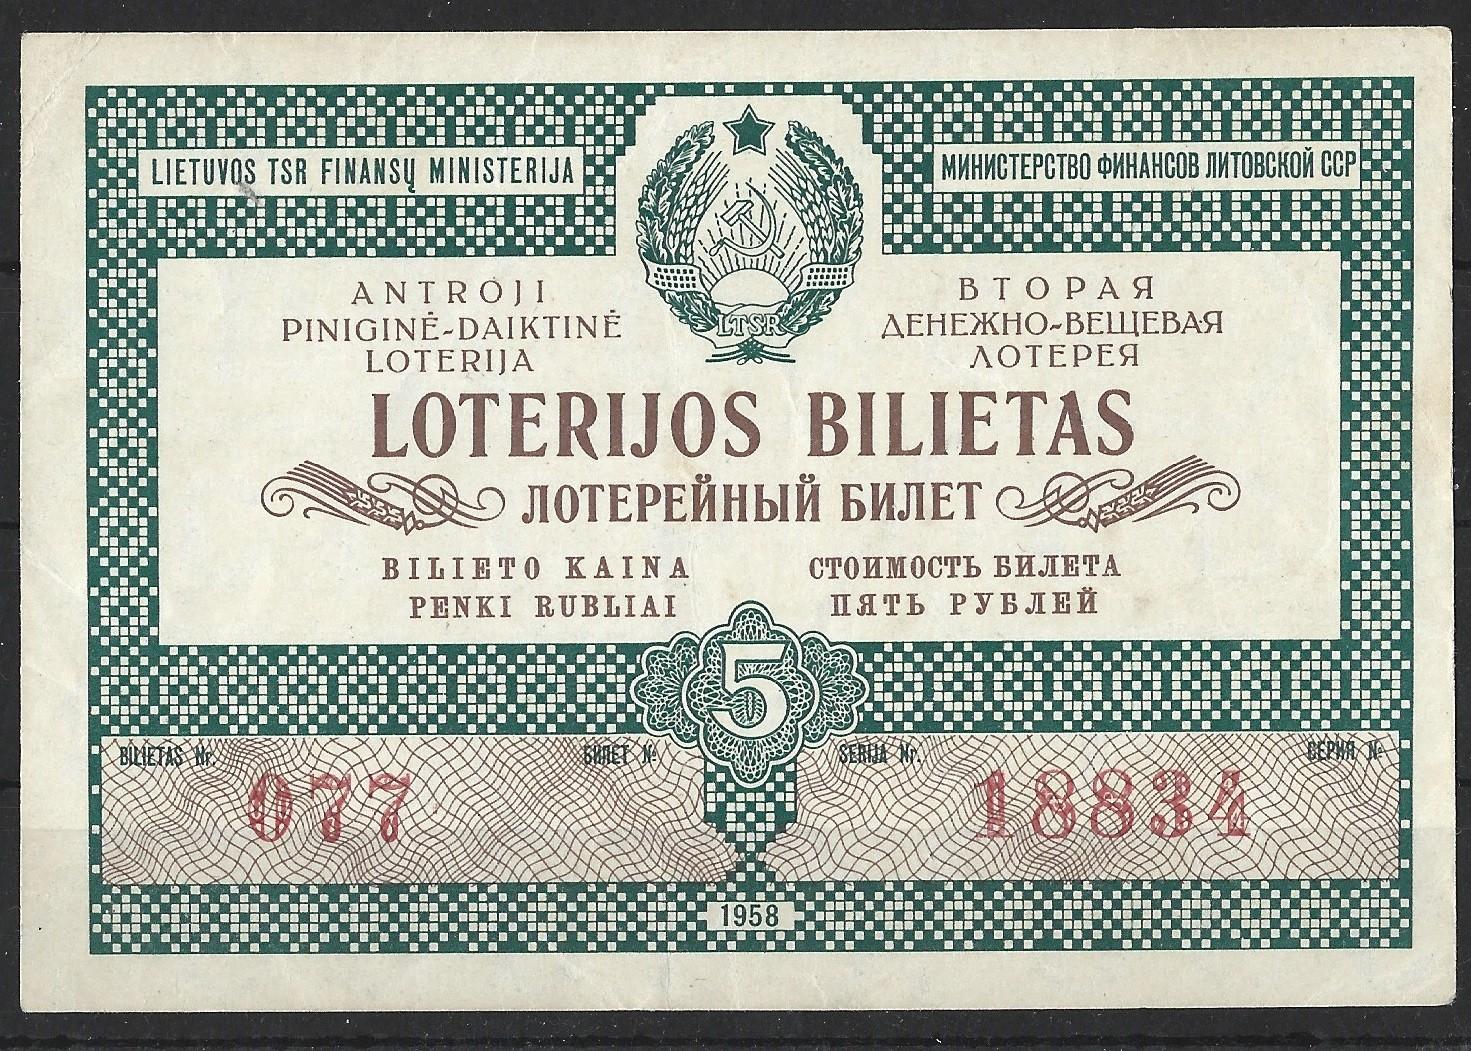 LIETUVOS TSR FINANSŲ MINISTERIJA
МИНИСТЕРСТВО ФИНАНСОВ ЛИТОВСКОЙ ССР
LTSR
ANTROJI
PINIGINĖ-DAIKTINĖ
LOTERIJA
ВТОРАЯ
ДЕНЕЖНО-ВЕЩЕВАЯ
ЛОТЕРЕЯ
LOTERIJOS BILIETAS
ЛОТЕРЕЙНЫЙ БИЛЕТ
BILIETO KAINA
PENKI RUBLIAI
СТОИМОСТЬ БИЛЕТА
ПЯТЬ РУБЛЕЙ
5
BILIETAS Nr.
БИЛЕТ №
077
SERIJA Nr.
СЕРИЯ №
18834
1958